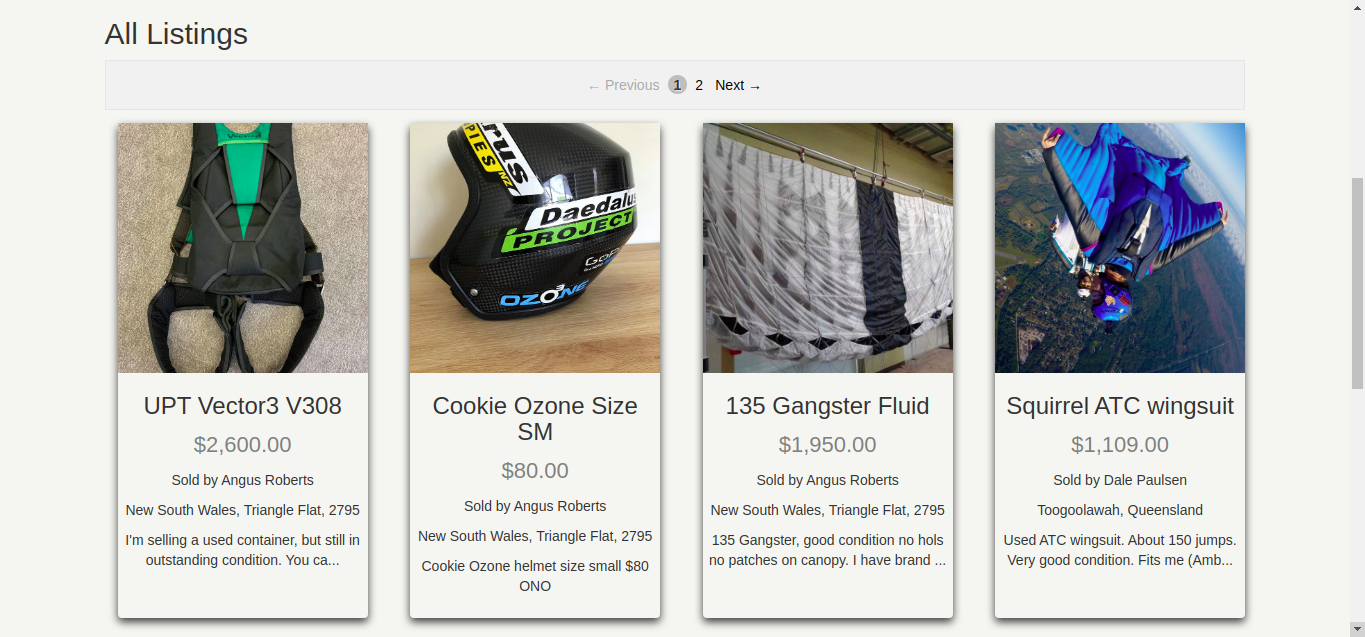 All Listings
← Previous 1 2 Next →
UPT Vector3 V308
$2,600.00
Sold by Angus Roberts
New South Wales, Triangle Flat, 2795
I'm selling a used container, but still in
outstanding condition. You ca...
rus
PIES NZ
Daedalus
PROJECT
OZONE
3
Cookie Ozone Size
SM
$80.00
Sold by Angus Roberts
New South Wales, Triangle Flat, 2795
Cookie Ozone helmet size small $80
ONO
135 Gangster Fluid
$1,950.00
Sold by Angus Roberts
New South Wales, Triangle Flat, 2795
135 Gangster, good condition no hols
no patches on canopy. I have brand ...
Squirrel ATC wingsuit
$1,109.00
Sold by Dale Paulsen
Toogoolawah, Queensland
Used ATC wingsuit. About 150 jumps.
Very good condition. Fits me (Amb...